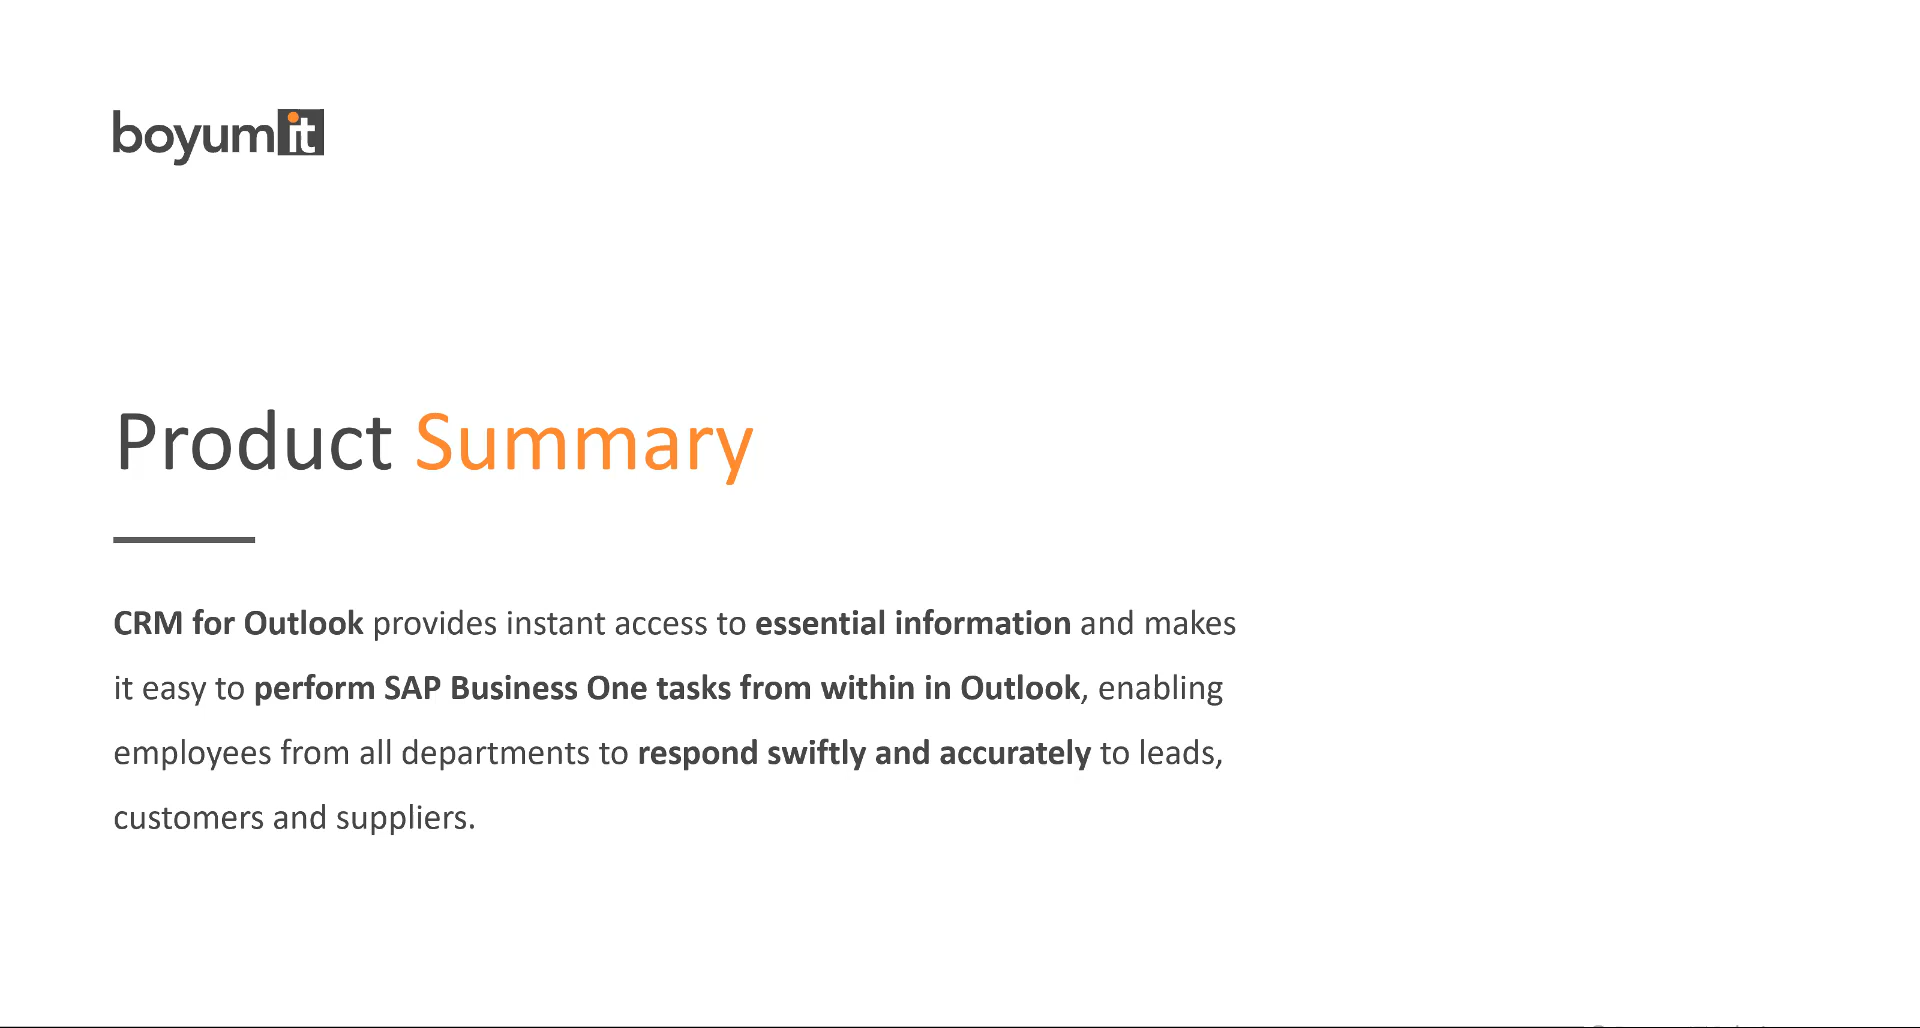 boyumit
Product Summary
CRM for Outlook provides instant access to essential information and makes
it easy to perform SAP Business One tasks from within in Outlook, enabling
employees from all departments to respond swiftly and accurately to leads,
customers and suppliers.